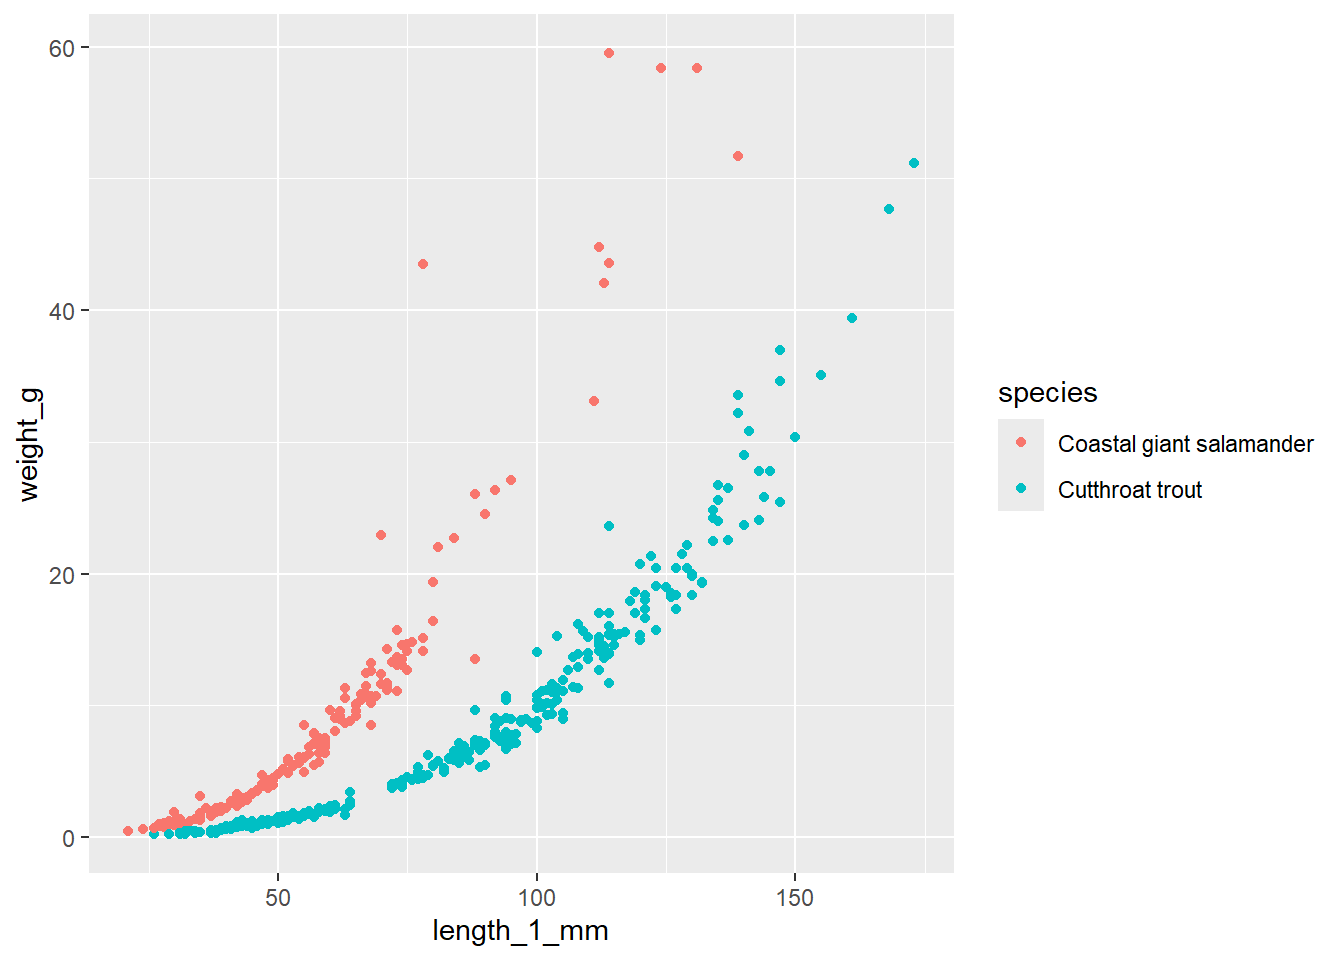 60
40
20
0
weight_g
50
100
150
length_1_mm
species
Coastal giant salamander
Cutthroat trout